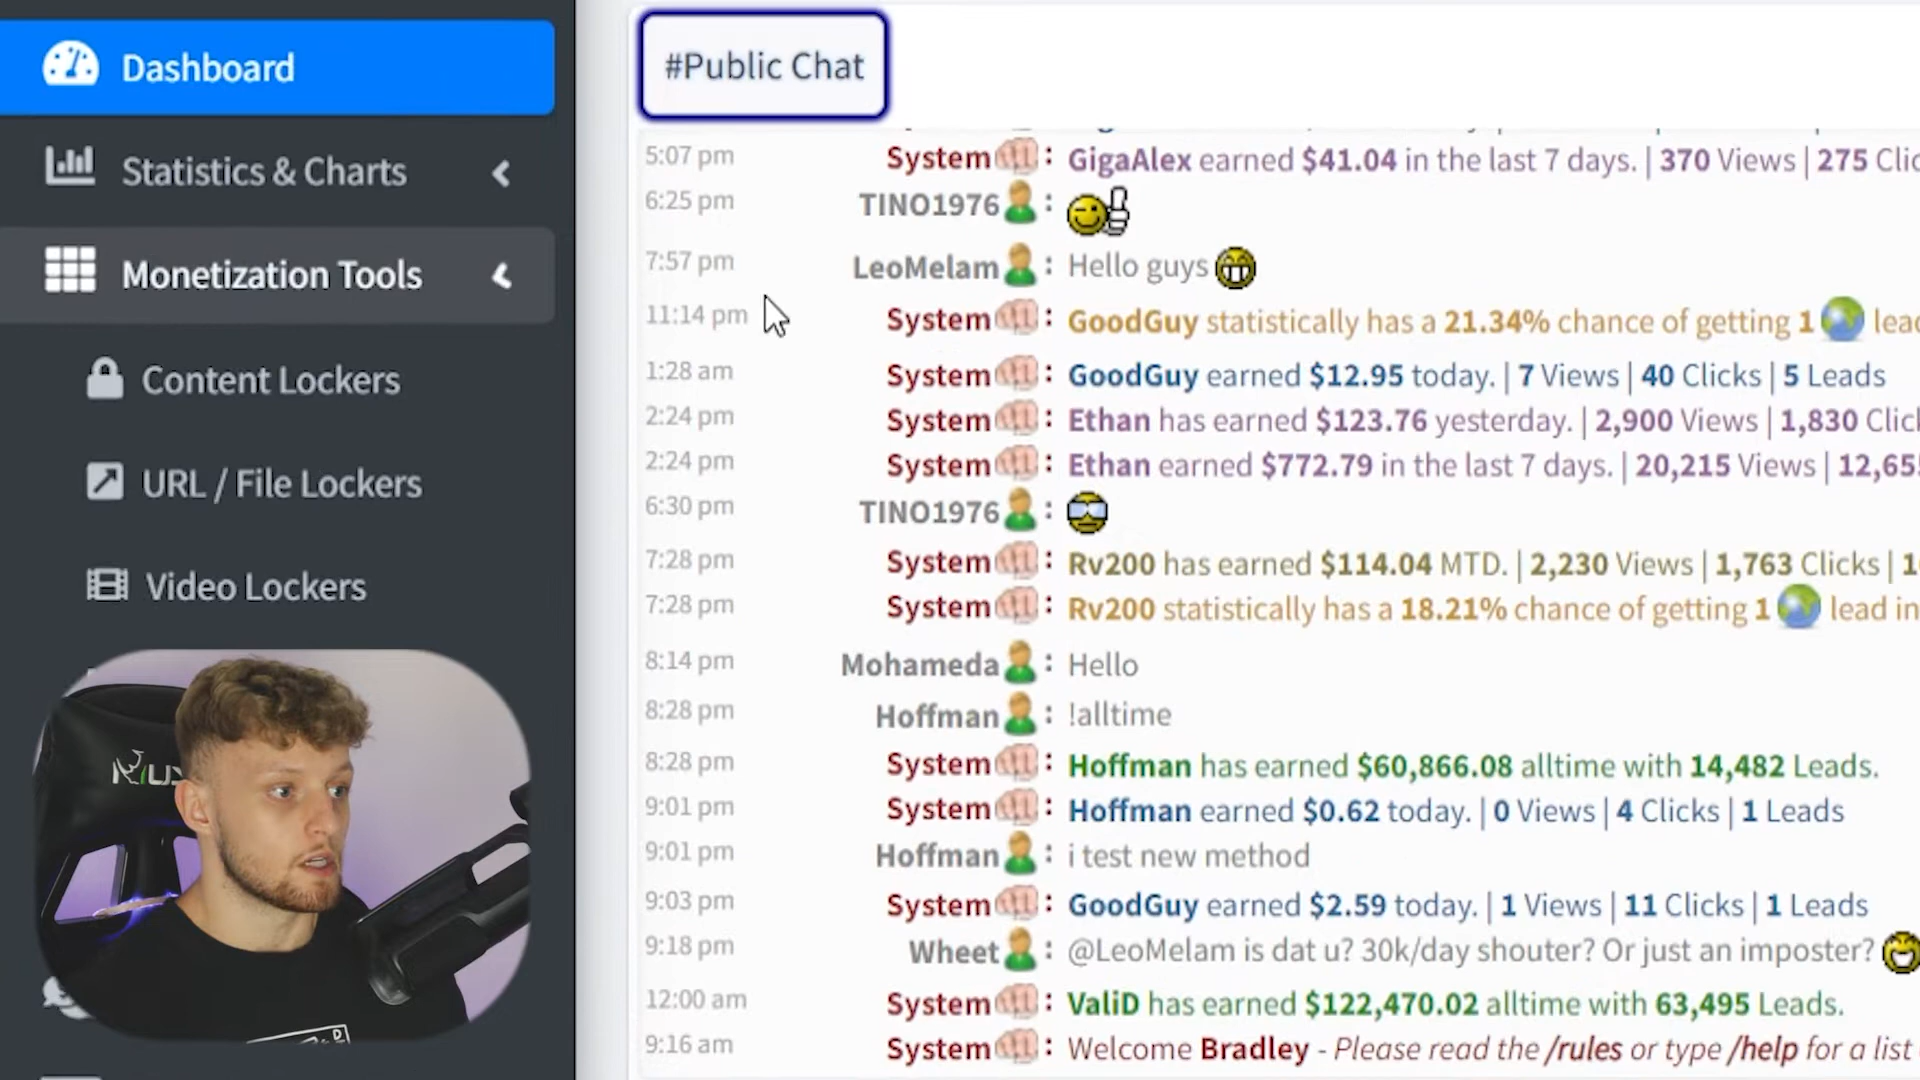 Dashboard
Statistics & Charts
Monetization Tools
Content Lockers
URL / File Lockers
Video Lockers
#Public Chat
5:07 pm System : GigaAlex earned $41.04 in the last 7 days. | 370 Views | 275 Clic
6:25 pm TINO1976 :
7:57 pm LeoMelam : Hello guys
11:14 pm System : GoodGuy statistically has a 21.34% chance of getting 1 lead
1:28 am System : GoodGuy earned $12.95 today. | 7 Views | 40 Clicks | 5 Leads
2:24 pm System : Ethan has earned $123.76 yesterday. | 2,900 Views | 1,830 Click
2:24 pm System : Ethan earned $772.79 in the last 7 days. | 20,215 Views | 12,655
6:30 pm TINO1976 :
7:28 pm System : Rv200 has earned $114.04 MTD. | 2,230 Views | 1,763 Clicks | 1
7:28 pm System : Rv200 statistically has a 18.21% chance of getting 1 lead in
8:14 pm Mohameda : Hello
8:28 pm Hoffman : !alltime
8:28 pm System : Hoffman has earned $60,866.08 alltime with 14,482 Leads.
9:01 pm System : Hoffman earned $0.62 today. | 0 Views | 4 Clicks | 1 Leads
9:01 pm Hoffman : i test new method
9:03 pm System : GoodGuy earned $2.59 today. | 1 Views | 11 Clicks | 1 Leads
9:18 pm Wheet : @LeoMelam is dat u? 30k/day shouter? Or just an imposter?
12:00 am System : ValiD has earned $122,470.02 alltime with 63,495 Leads.
9:16 am System : Welcome Bradley - Please read the /rules or type /help for a list